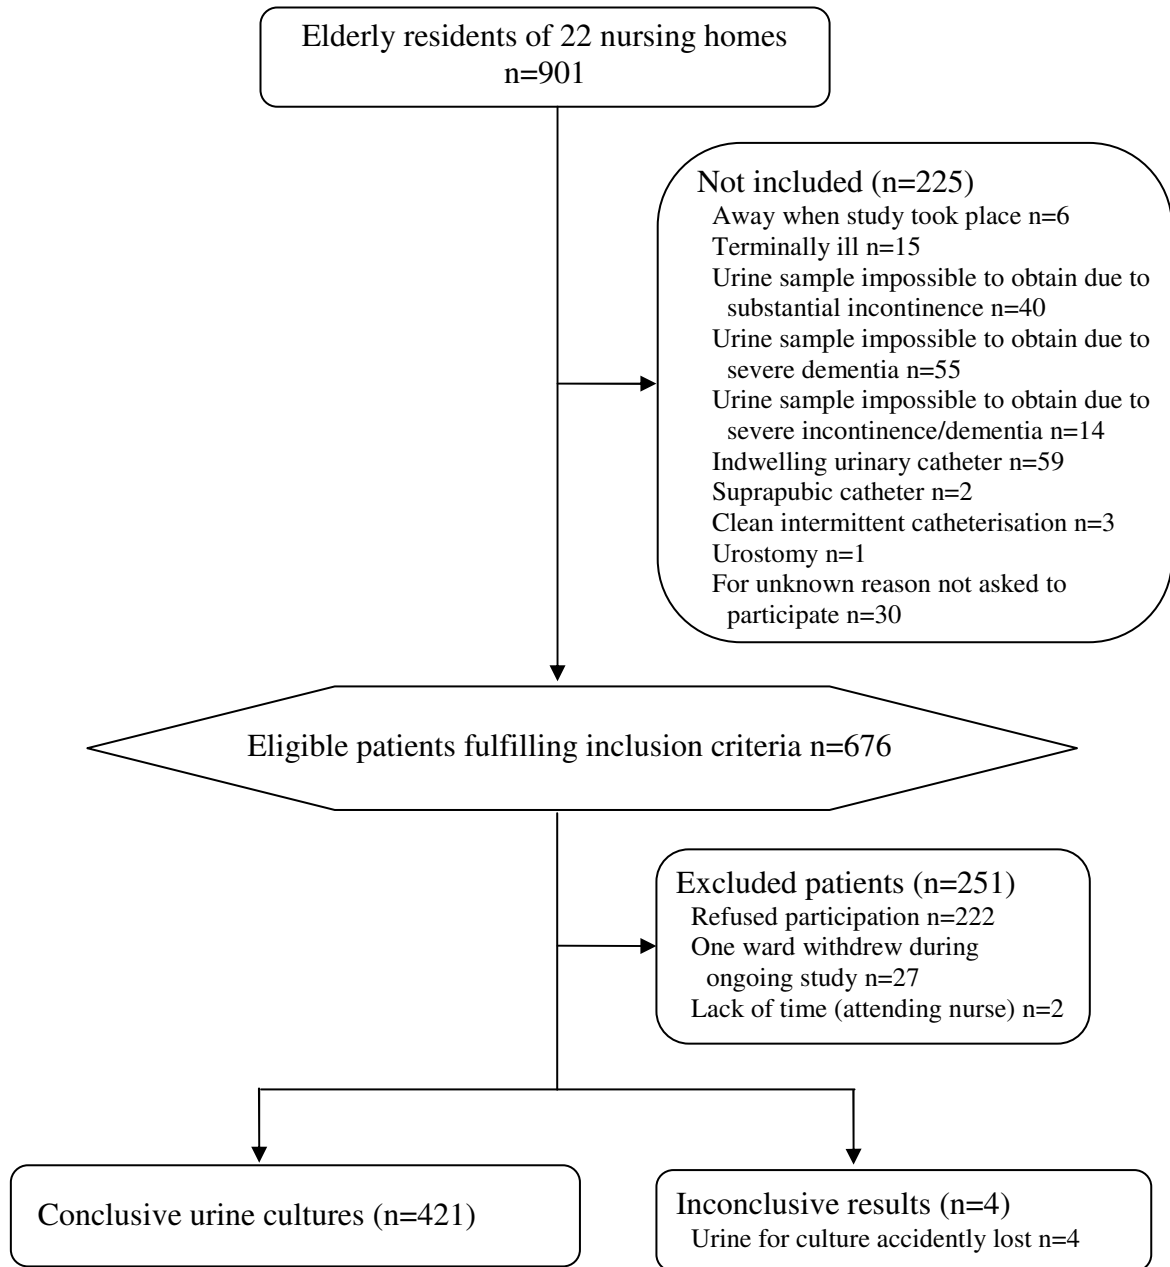 Elderly residents of 22 nursing homes
n=901
Not included (n=225)
Away when study took place n=6
Terminally ill n=15
Urine sample impossible to obtain due to
substantial incontinence n=40
Urine sample impossible to obtain due to
severe dementia n=55
Urine sample impossible to obtain due to
severe incontinence/dementia n=14
Indwelling urinary catheter n=59
Suprapubic catheter n=2
Clean intermittent catheterisation n=3
Urostomy n=1
For unknown reason not asked to
participate n=30
Eligible patients fulfilling inclusion criteria n=676
Excluded patients (n=251)
Refused participation n=222
One ward withdrew during
ongoing study n=27
Lack of time (attending nurse) n=2
Conclusive urine cultures (n=421)
Inconclusive results (n=4)
Urine for culture accidently lost n=4